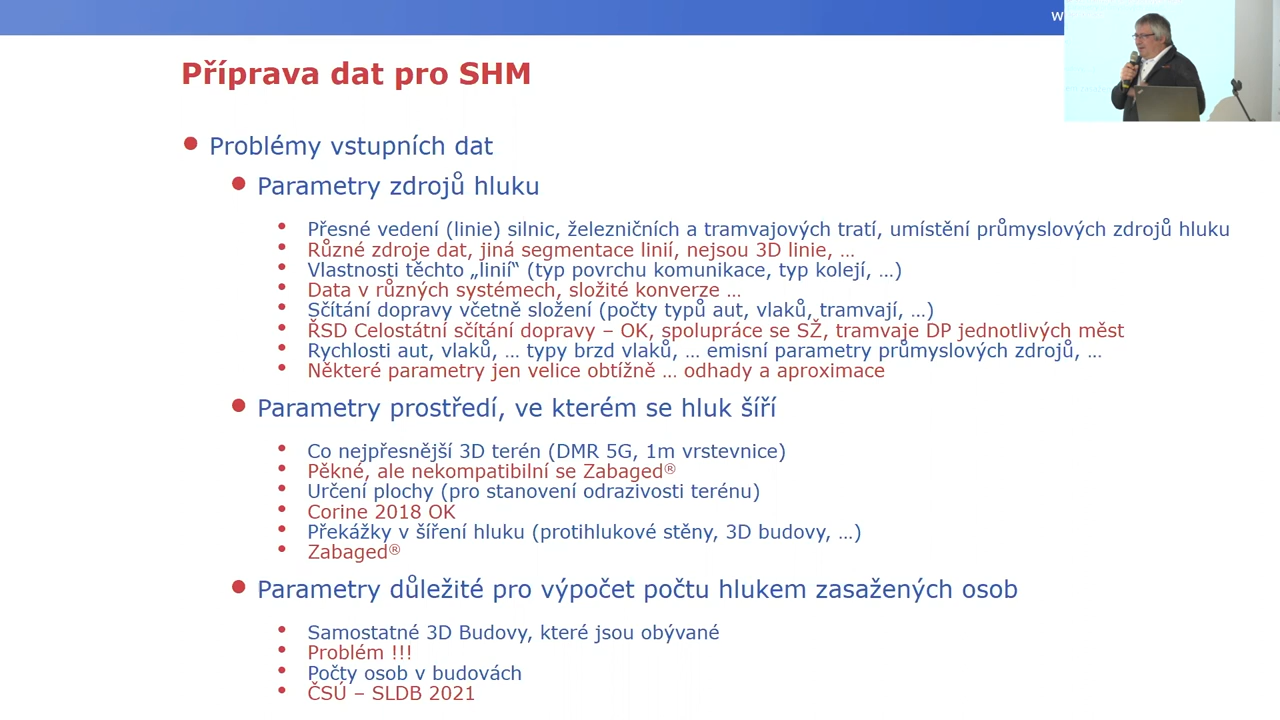 Příprava dat pro SHM
Problémy vstupních dat
Parametry zdrojů hluku
Přesné vedení (linie) silnic, železničních a tramvajových tratí, umístění průmyslových zdrojů hluku
Různé zdroje dat, jiná segmentace linií, nejsou 3D linie, …
Vlastnosti těchto „linií“ (typ povrchu komunikace, typ kolejí, …)
Data v různých systémech, složité konverze …
Sčítání dopravy včetně složení (počty typů aut, vlaků, tramvají, …)
ŘSD Celostátní sčítání dopravy – OK, spolupráce se SŽ, tramvaje DP jednotlivých měst
Rychlosti aut, vlaků, … typy brzd vlaků, … emisní parametry průmyslových zdrojů, …
Některé parametry jen velice obtížně … odhady a aproximace
Parametry prostředí, ve kterém se hluk šíří
Co nejpřesnější 3D terén (DMR 5G, 1m vrstevnice)
Pěkné, ale nekompatibilní se Zabaged®
Určení plochy (pro stanovení odrazivosti terénu)
Corine 2018 OK
Překážky v šíření hluku (protihlukové stěny, 3D budovy, …)
Zabaged®
Parametry důležité pro výpočet počtu hlukem zasažených osob
Samostatné 3D Budovy, které jsou obývané
Problém !!!
Počty osob v budovách
ČSÚ – SLDB 2021